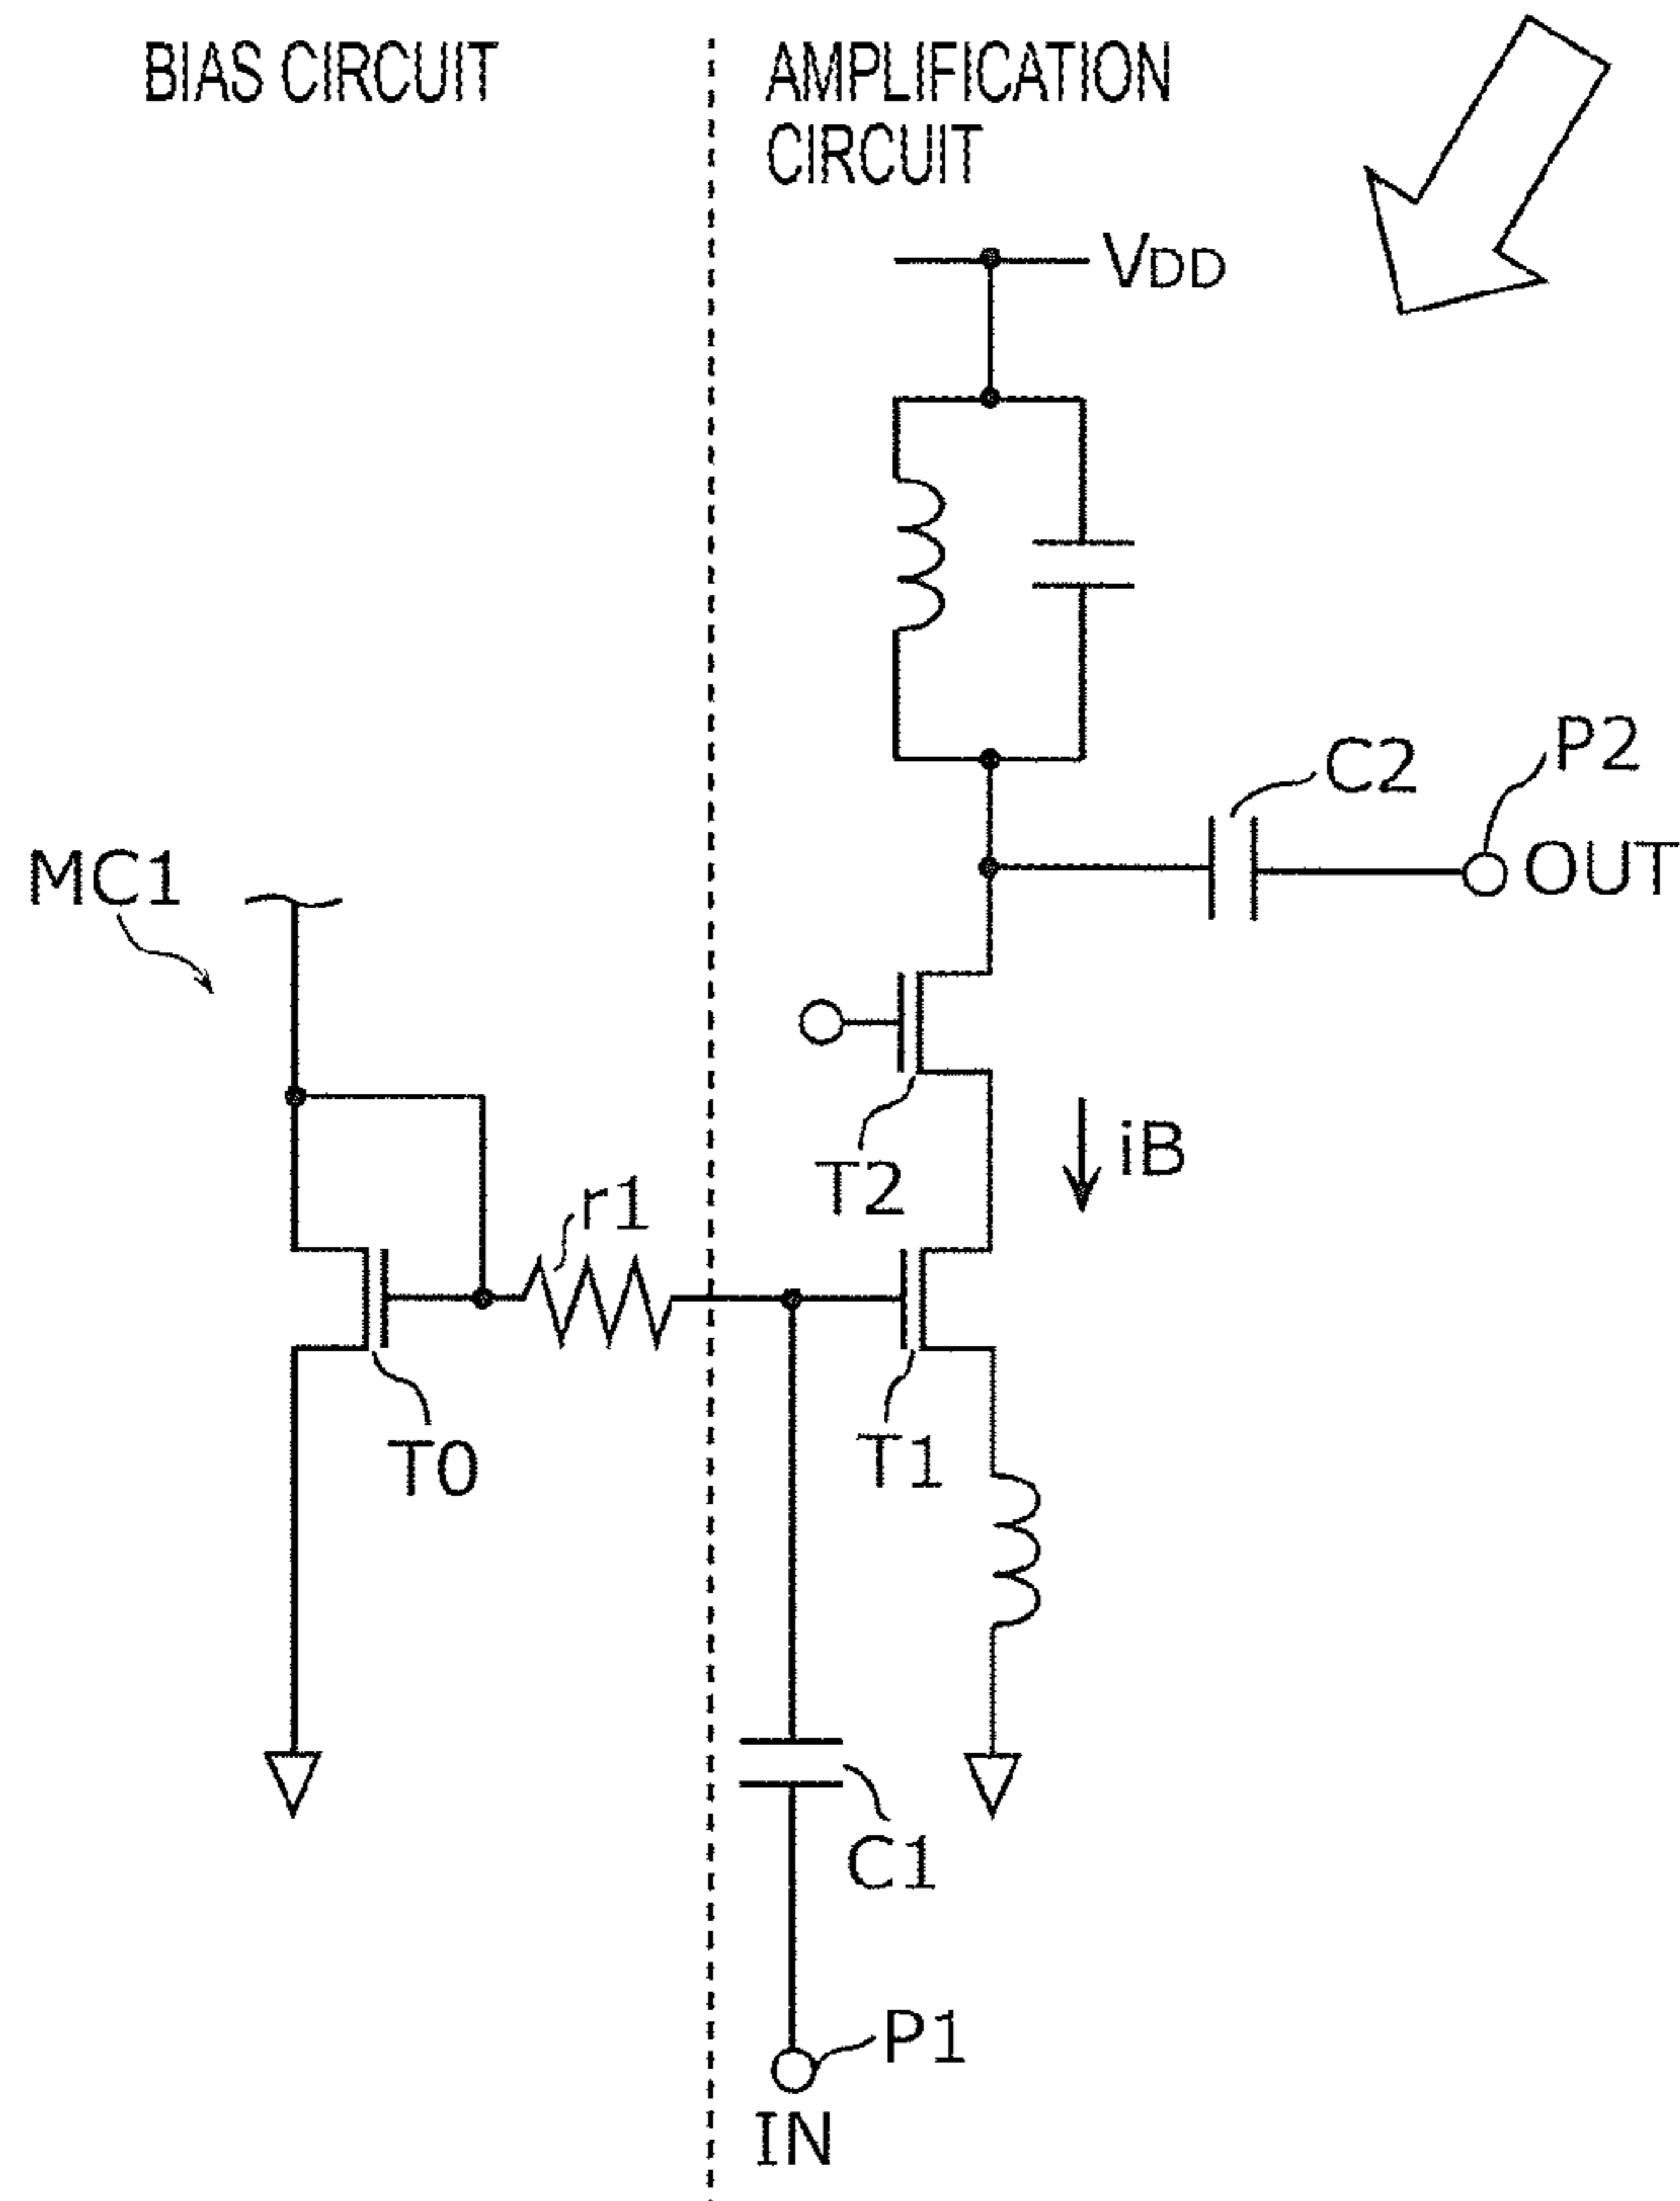 BIAS CIRCUIT
AMPLIFICATION
CIRCUIT
VDD
P2
C2
OUT
MC1
iB
T2
r1
T1
T0
C1
P1
IN